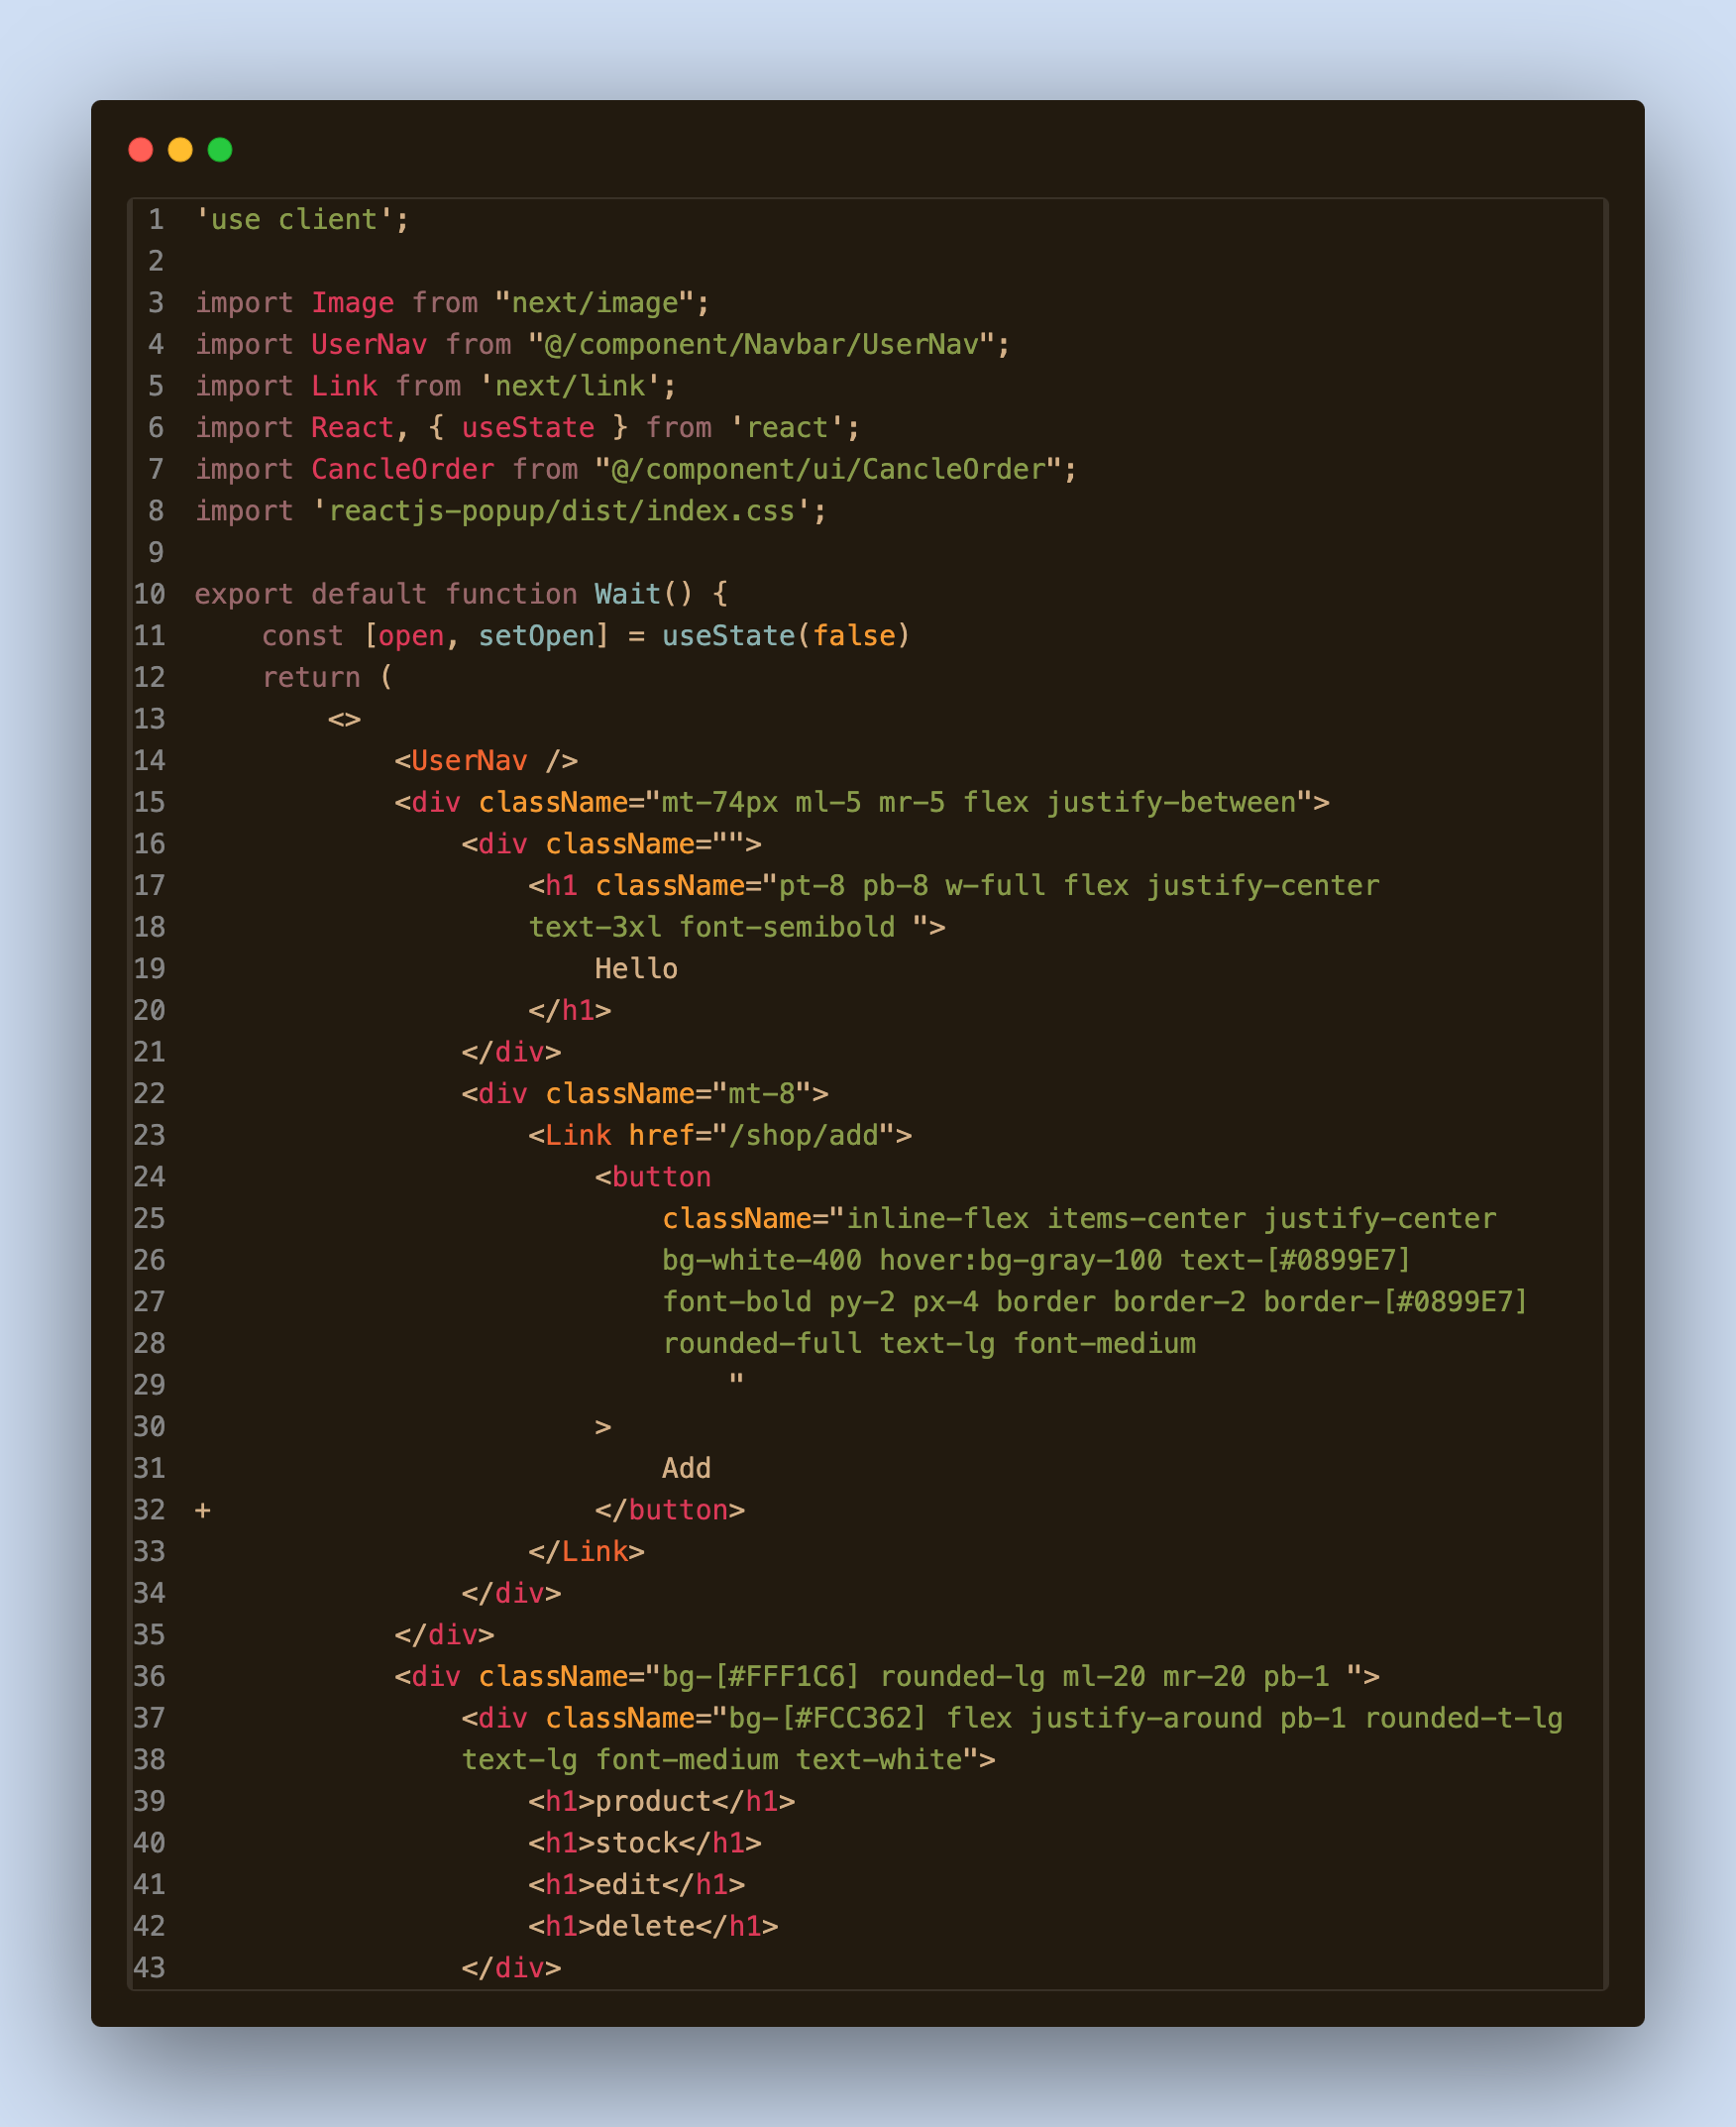 1 'use client';
2
3 import Image from "next/image";
4 import UserNav from "@/component/Navbar/UserNav";
5 import Link from 'next/link';
6 import React, { useState } from 'react';
7 import CancleOrder from "@/component/ui/CancleOrder";
8 import 'reactjs-popup/dist/index.css';
9
10 export default function Wait() {
11     const [open, setOpen] = useState(false)
12     return (
13         <>
14             <UserNav />
15             <div className="mt-74px ml-5 mr-5 flex justify-between">
16                 <div className="">
17                     <h1 className="pt-8 pb-8 w-full flex justify-center
18                     text-3xl font-semibold ">
19                         Hello
20                     </h1>
21                 </div>
22                 <div className="mt-8">
23                     <Link href="/shop/add">
24                         <button
25                             className="inline-flex items-center justify-center
26                             bg-white-400 hover:bg-gray-100 text-[#0899E7]
27                             font-bold py-2 px-4 border border-2 border-[#0899E7]
28                             rounded-full text-lg font-medium
29                                 "
30                         >
31                             Add
32 +                       </button>
33                     </Link>
34                 </div>
35             </div>
36             <div className="bg-[#FFF1C6] rounded-lg ml-20 mr-20 pb-1 ">
37                 <div className="bg-[#FCC362] flex justify-around pb-1 rounded-t-lg
38                 text-lg font-medium text-white">
39                     <h1>product</h1>
40                     <h1>stock</h1>
41                     <h1>edit</h1>
42                     <h1>delete</h1>
43                 </div>